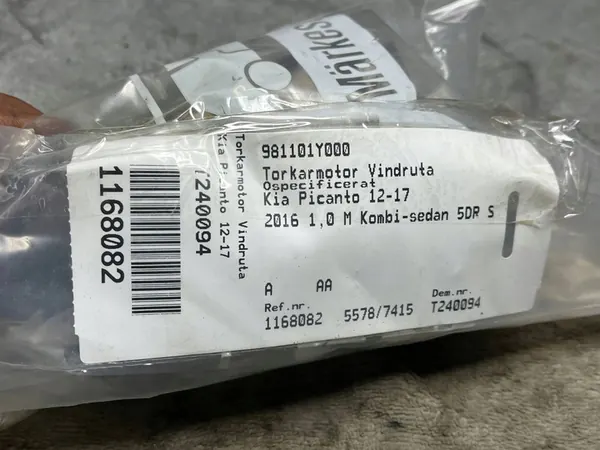 Märkes
981101Y000
Torkarmotor Vindruta
Ospecificerat
Kia Picanto 12-17
2016 1,0 M Kombi-sedan 5DR S
A AA
Ref.nr. Dem.nr.
1168082 5578/7415 T240094
Torkarmotor Vindruta
Kia Picanto 12-17
T240094
1168082